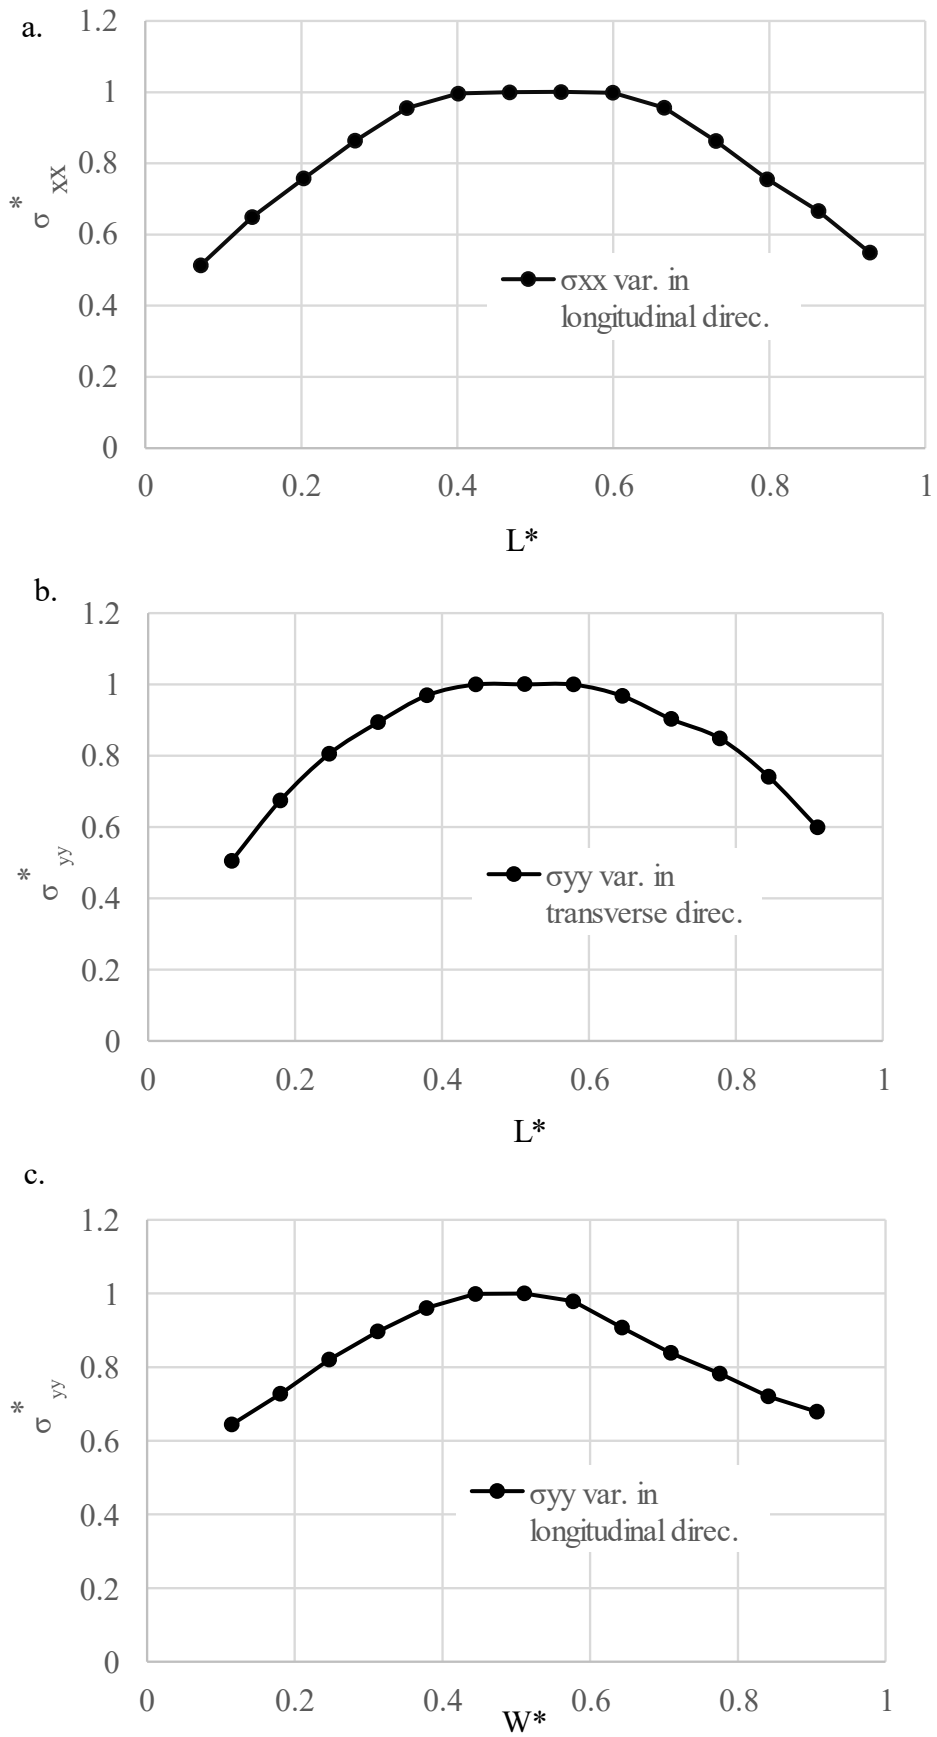 a.
1.2
1
0.8
0.6
0.4
0.2
0
σ*xx
σxx var. in
longitudinal direc.
0 0.2 0.4 0.6 0.8 1
L*
b.
1.2
1
0.8
0.6
0.4
0.2
0
σ*yy
σyy var. in
transverse direc.
0 0.2 0.4 0.6 0.8 1
L*
c.
1.2
1
0.8
0.6
0.4
0.2
0
σ*yy
σyy var. in
longitudinal direc.
0 0.2 0.4 0.6 0.8 1
W*